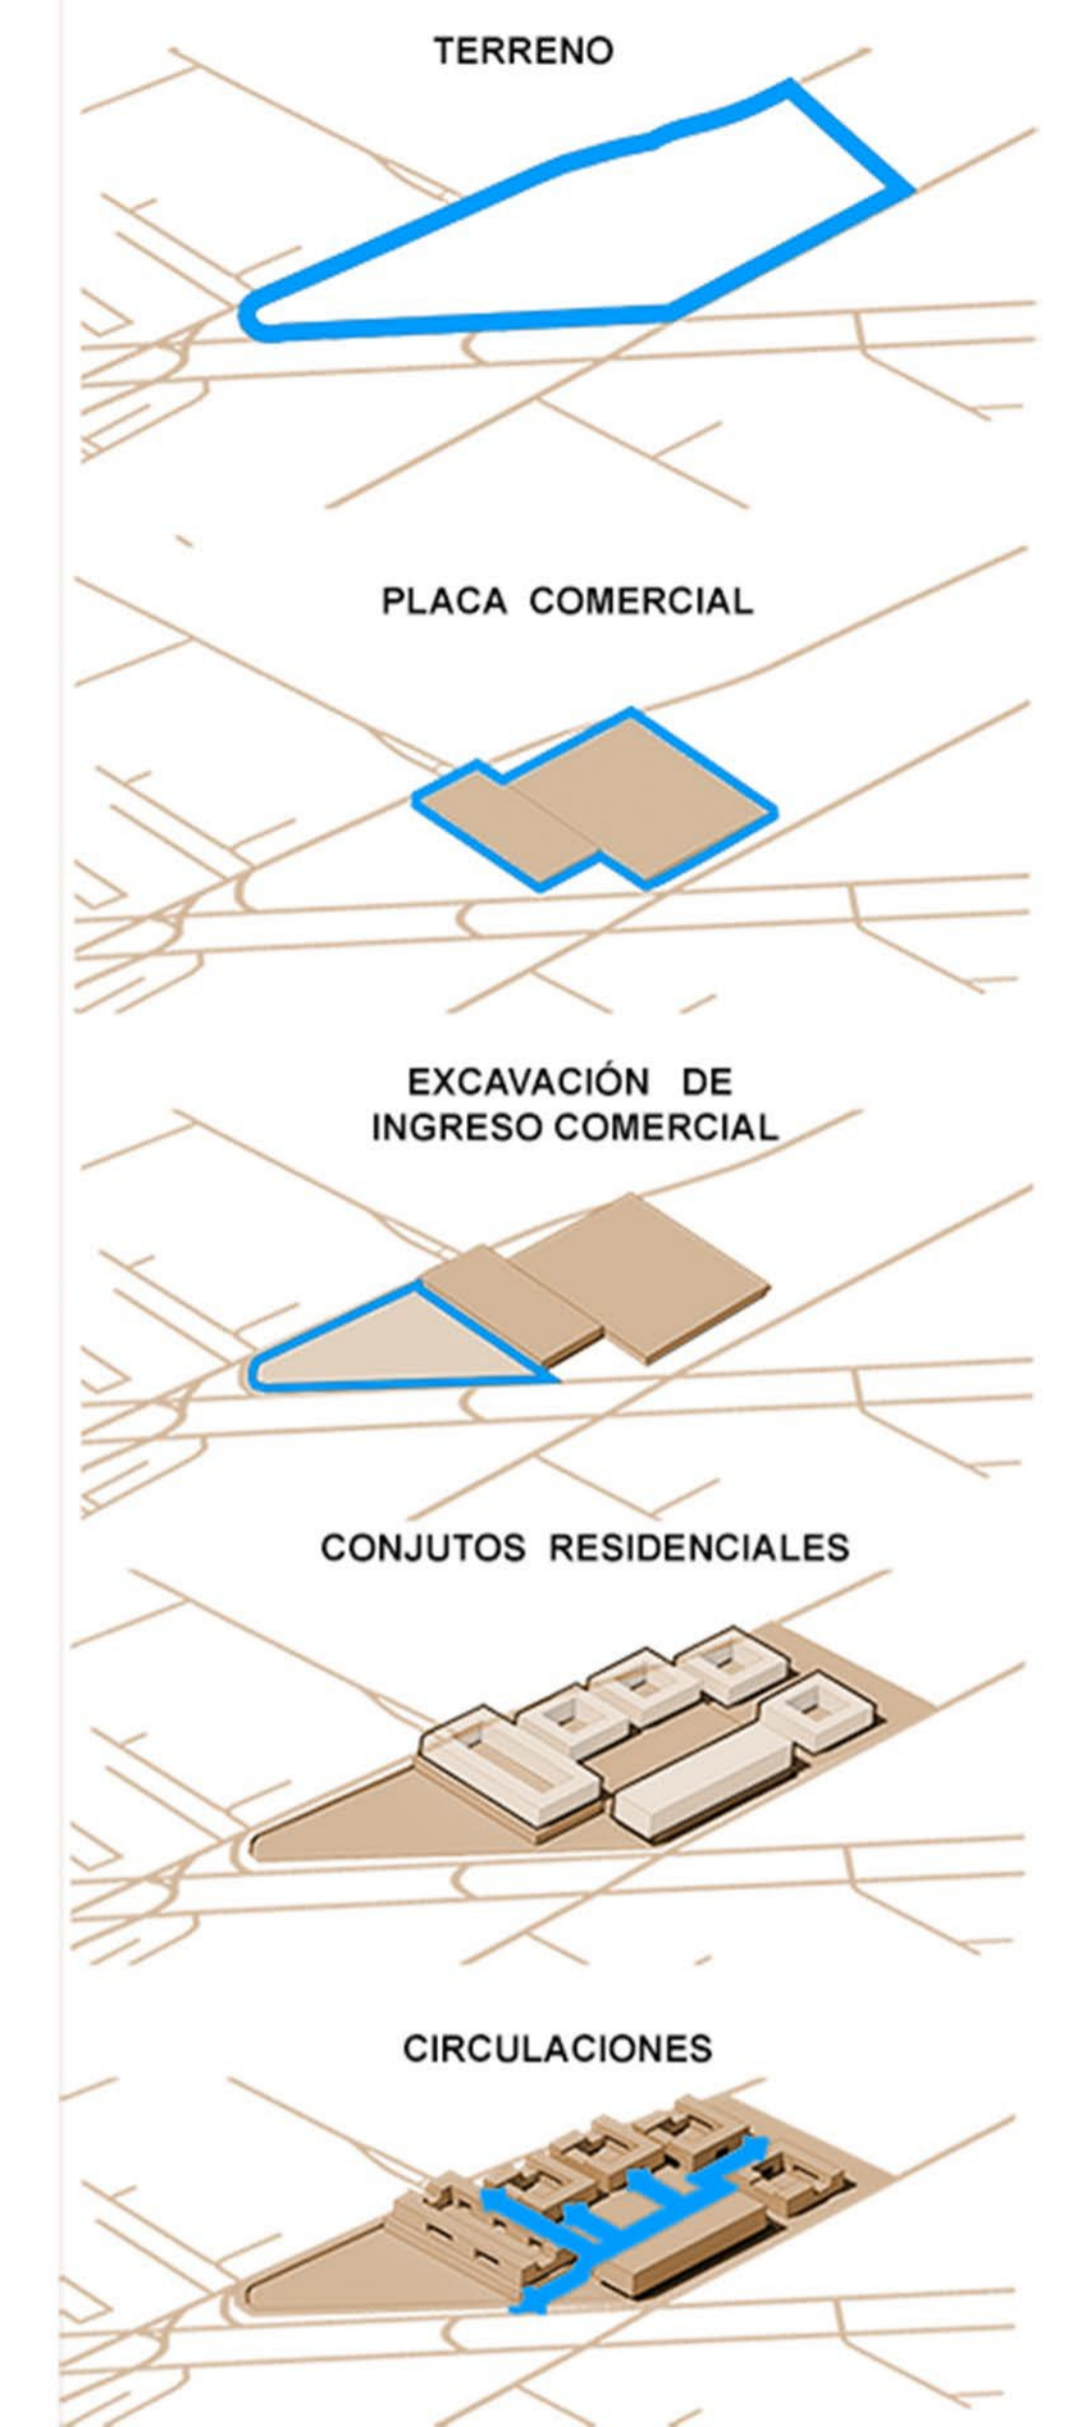 TERRENO
PLACA COMERCIAL
EXCAVACIÓN DE
INGRESO COMERCIAL
CONJUTOS RESIDENCIALES
CIRCULACIONES